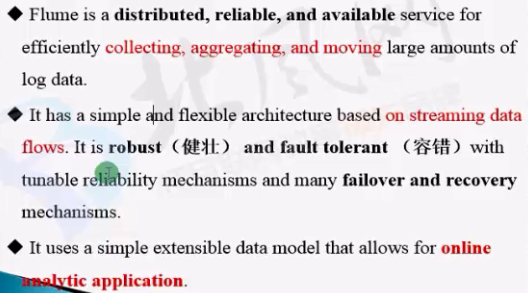 ◆ Flume is a distributed, reliable, and available service for
efficiently collecting, aggregating, and moving large amounts of
log data.
◆ It has a simple and flexible architecture based on streaming data
flows. It is robust（健壮） and fault tolerant （容错）with
tunable reliability mechanisms and many failover and recovery
mechanisms.
◆ It uses a simple extensible data model that allows for online
analytic application.